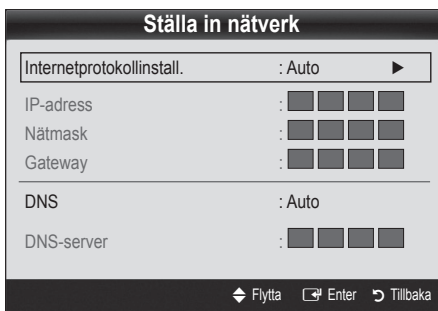 Ställa in nätverk
Internetprotokollinstall. : Auto ►
IP-adress :
Nätmask :
Gateway :
DNS : Auto
DNS-server :
Flytta Enter Tillbaka